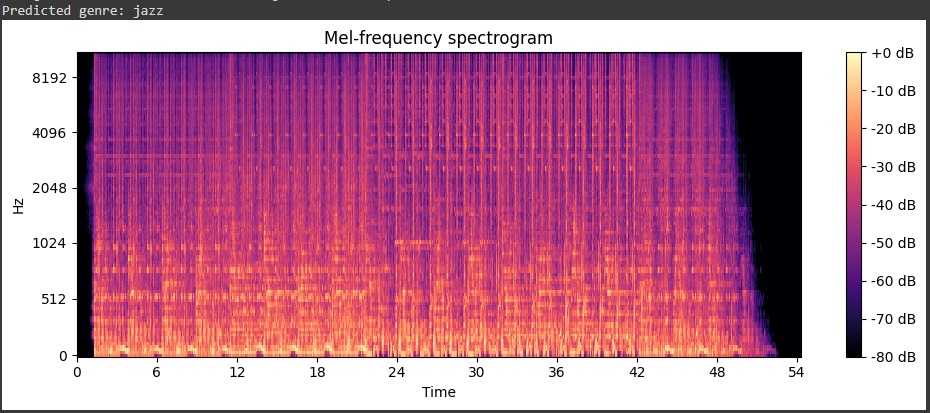 Predicted genre: jazz
Mel-frequency spectrogram
Hz
8192
4096
2048
1024
512
0
0 6 12 18 24 30 36 42 48 54
Time
+0 dB
-10 dB
-20 dB
-30 dB
-40 dB
-50 dB
-60 dB
-70 dB
-80 dB